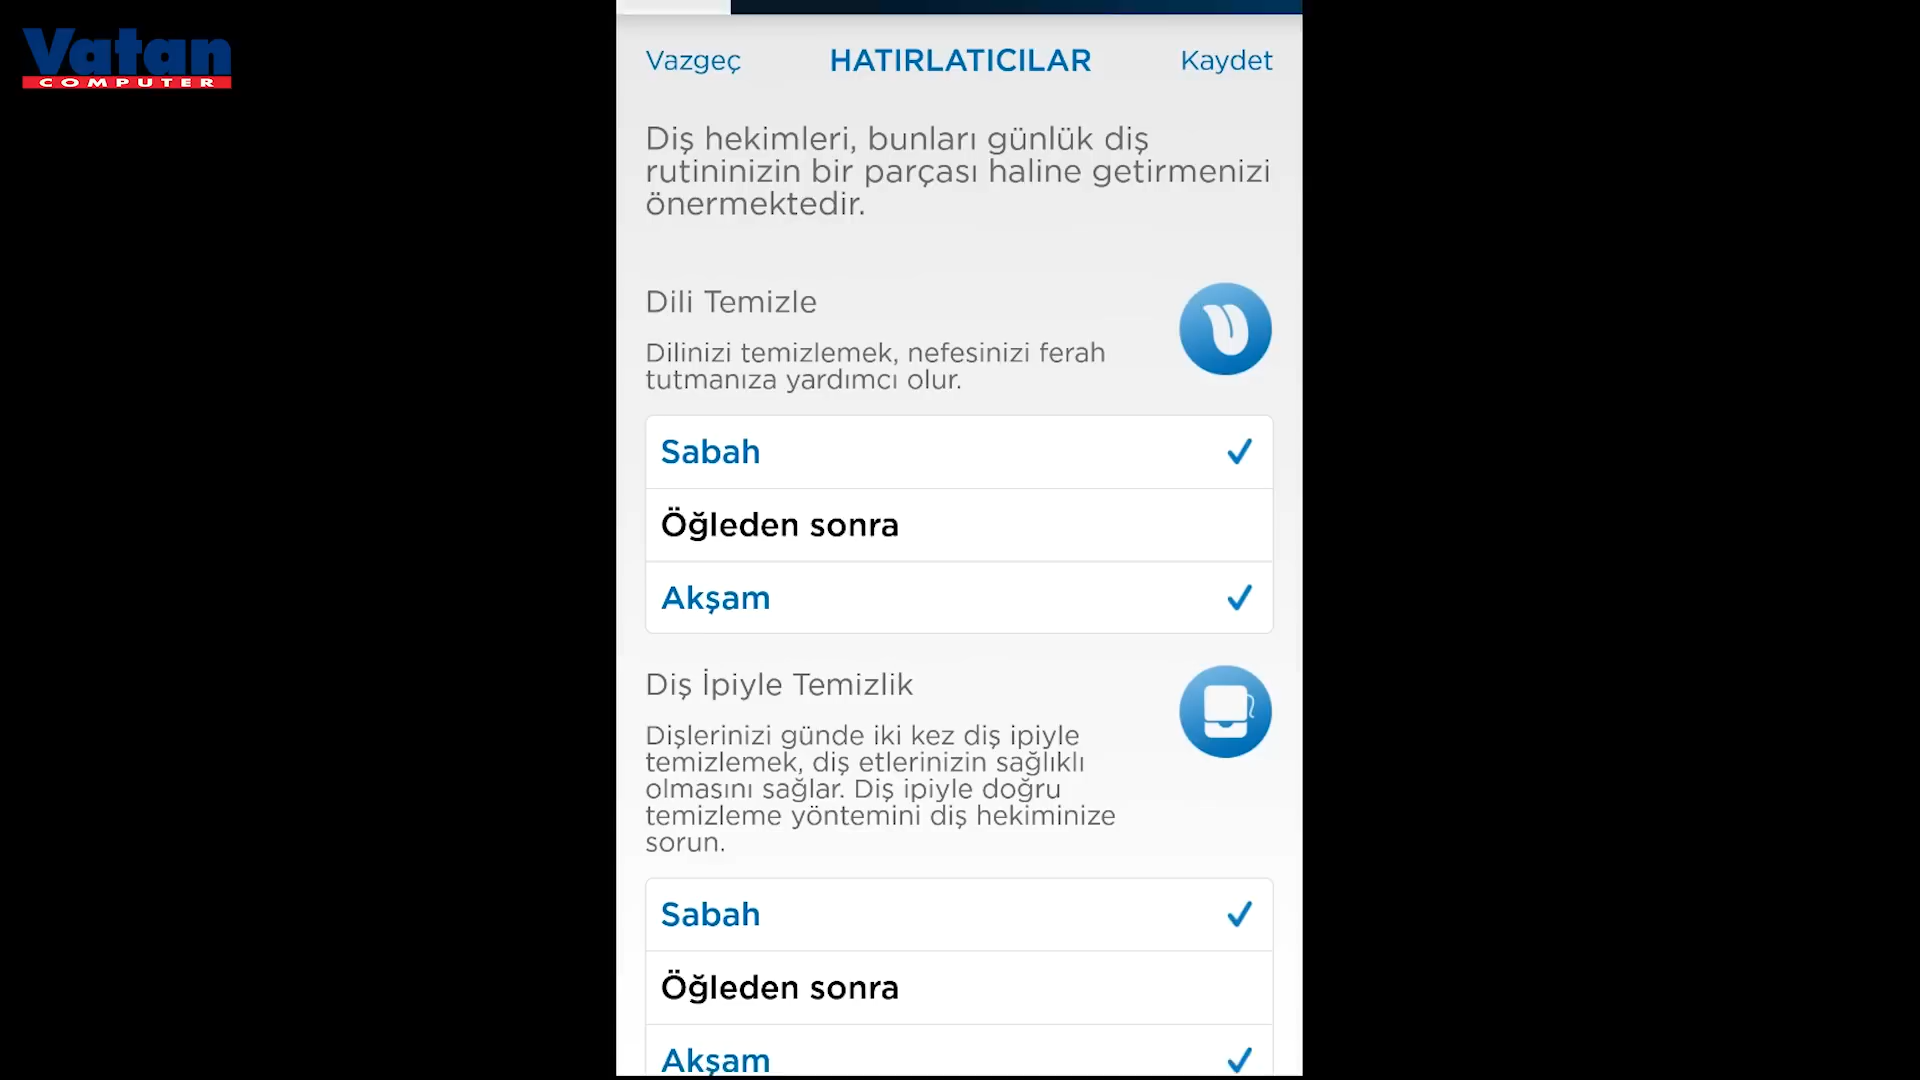 Vatan
COMPUTER
Vazgeç
HATIRLATICILAR
Kaydet
Diş hekimleri, bunları günlük diş
rutininizin bir parçası haline getirmenizi
önermektedir.
Dili Temizle
Dilinizi temizlemek, nefesinizi ferah
tutmanıza yardımcı olur.
Sabah
Öğleden sonra
Akşam
Diş İpiyle Temizlik
Dişlerinizi günde iki kez diş ipiyle
temizlemek, diş etlerinizin sağlıklı
olmasını sağlar. Diş ipiyle doğru
temizleme yöntemini diş hekiminize
sorun.
Sabah
Öğleden sonra
Akşam